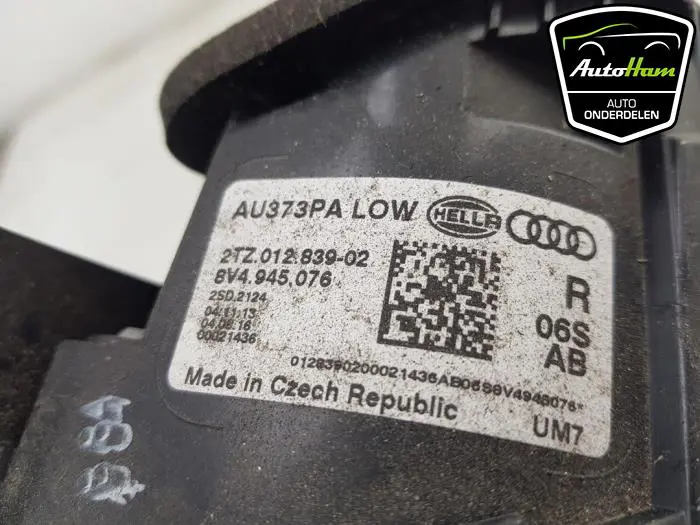 AutoHam
AUTO
ONDERDELEN
AU373PA LOW HELLA
2TZ.012.839-02
8V4.945.076
2SD.2124
04.11.13
04.08.16
00021436
R
06S
AB
0128390200021436AB06S8V4945076*
Made in Czech Republic
UM7